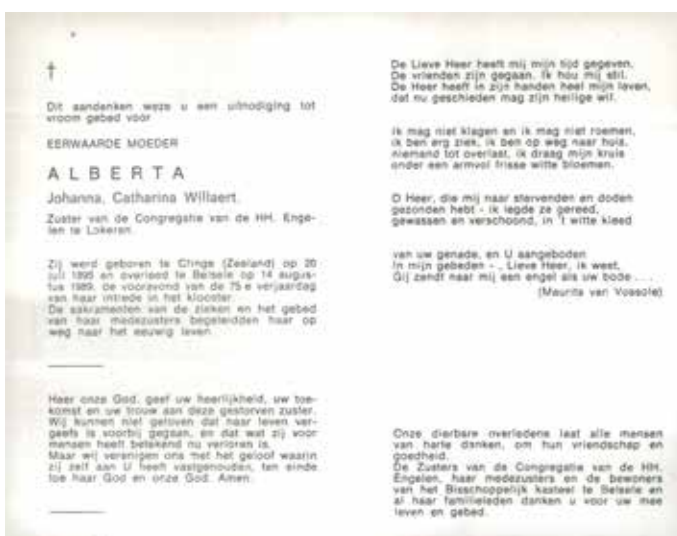 †
Dit aandenken weze u een uitnodiging tot
vroom gebed voor
EERWAARDE MOEDER
ALBERTA
Johanna, Catharina Willaert.
Zuster van de Congregatie van de HH. Enge-
len te Lokeren.
Zij werd geboren te Clinge (Zeeland) op 20
juli 1895 en overleed te Belsele op 14 augus-
tus 1989, de vooravond van de 75 e verjaardag
van haar intrede in het klooster.
De sakramenten van de zieken en het gebed
van haar medezusters begeleidden haar op
weg naar het eeuwig leven.
Heer onze God, geef uw heerlijkheid, uw toe-
komst en uw trouw aan deze gestorven zuster.
Wij kunnen niet geloven dat haar leven ver-
geefs is voorbij gegaan, en dat wat zij voor
mensen heeft betekend nu verloren is.
Maar wij verenigen ons met het geloof waarin
zij zelf aan U heeft vastgehouden, ten einde
toe haar God en onze God. Amen.
De Lieve Heer heeft mij mijn tijd gegeven.
De vrienden zijn gegaan. Ik hou mij stil.
De Heer heeft in zijn handen heel mijn leven,
dat nu geschieden mag zijn heilige wil.
Ik mag niet klagen en ik mag niet roemen,
ik ben erg ziek, ik ben op weg naar huis,
niemand tot overlast, ik draag mijn kruis
onder een armvol frisse witte bloemen.
O Heer, die mij naar stervenden en doden
gezonden hebt - ik legde ze gereed,
gewassen en verschoond, in 't witte kleed
van uw genade, en U aangeboden
in mijn gebeden - , Lieve Heer, ik weet,
Gij zendt naar mij een engel als uw bode ....
(Maurits van Vossole)
Onze dierbare overledene laat alle mensen
van harte danken, om hun vriendschap en
goedheid.
De Zusters van de Congregatie van de HH.
Engelen, haar medezusters en de bewoners
van het Bisschoppelijk kasteel te Belsele en
al haar familieleden danken u voor uw mee
leven en gebed.